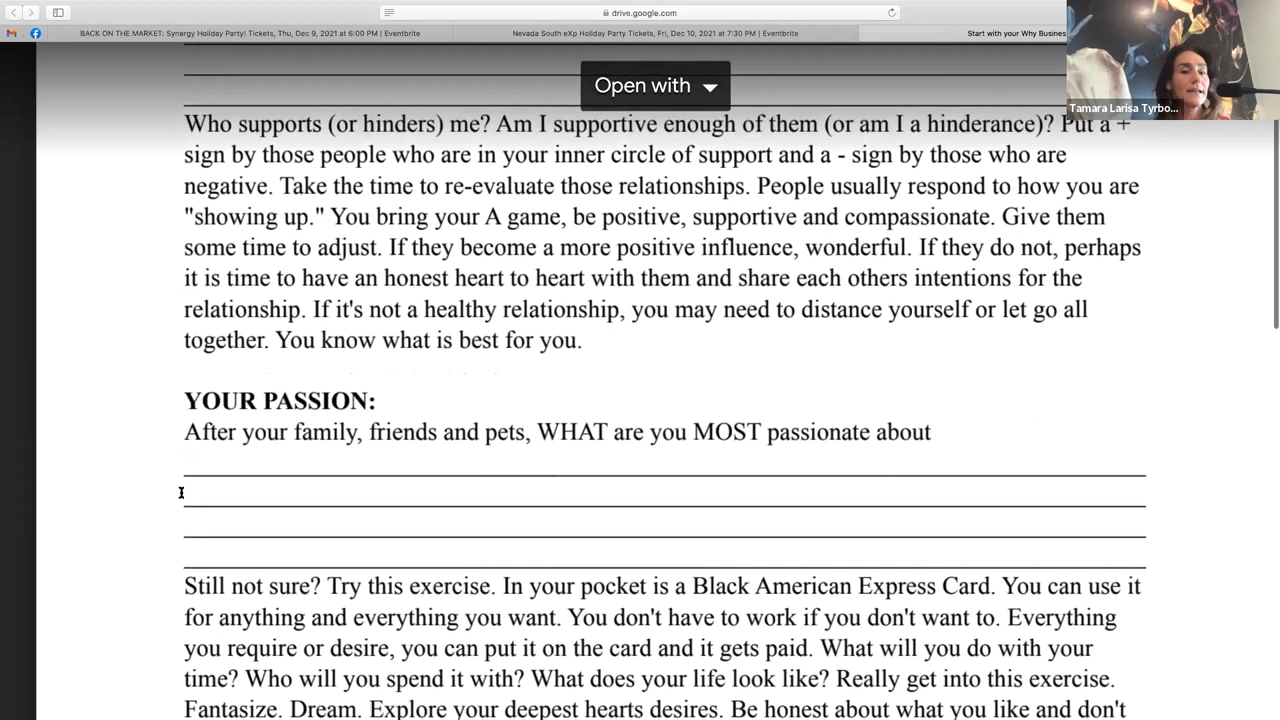 drive.google.com
BACK ON THE MARKET: Synergy Holiday Party! Tickets, Thu, Dec 9, 2021 at 6:00 PM | Eventbrite
Nevada South eXp Holiday Party Tickets, Fri, Dec 10, 2021 at 7:30 PM | Eventbrite
Start with your Why Busines
Tamara Larisa Tyrbo...
Open with
Who supports (or hinders) me? Am I supportive enough of them (or am I a hinderance)? Put a +
sign by those people who are in your inner circle of support and a - sign by those who are
negative. Take the time to re-evaluate those relationships. People usually respond to how you are
"showing up." You bring your A game, be positive, supportive and compassionate. Give them
some time to adjust. If they become a more positive influence, wonderful. If they do not, perhaps
it is time to have an honest heart to heart with them and share each others intentions for the
relationship. If it's not a healthy relationship, you may need to distance yourself or let go all
together. You know what is best for you.
YOUR PASSION:
After your family, friends and pets, WHAT are you MOST passionate about
Still not sure? Try this exercise. In your pocket is a Black American Express Card. You can use it
for anything and everything you want. You don't have to work if you don't want to. Everything
you require or desire, you can put it on the card and it gets paid. What will you do with your
time? Who will you spend it with? What does your life look like? Really get into this exercise.
Fantasize. Dream. Explore your deepest hearts desires. Be honest about what you like and don't